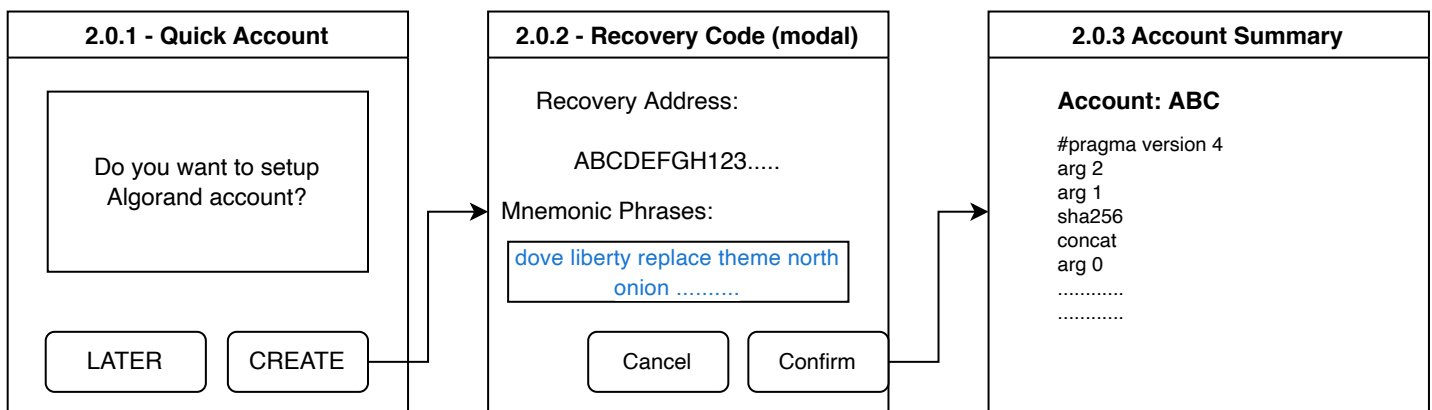 2.0.1 - Quick Account
Do you want to setup
Algorand account?
LATER
CREATE
2.0.2 - Recovery Code (modal)
Recovery Address:
ABCDEFGH123.....
Mnemonic Phrases:
dove liberty replace theme north
onion ..........
Cancel
Confirm
2.0.3 Account Summary
Account: ABC
#pragma version 4
arg 2
arg 1
sha256
concat
arg 0
............
............